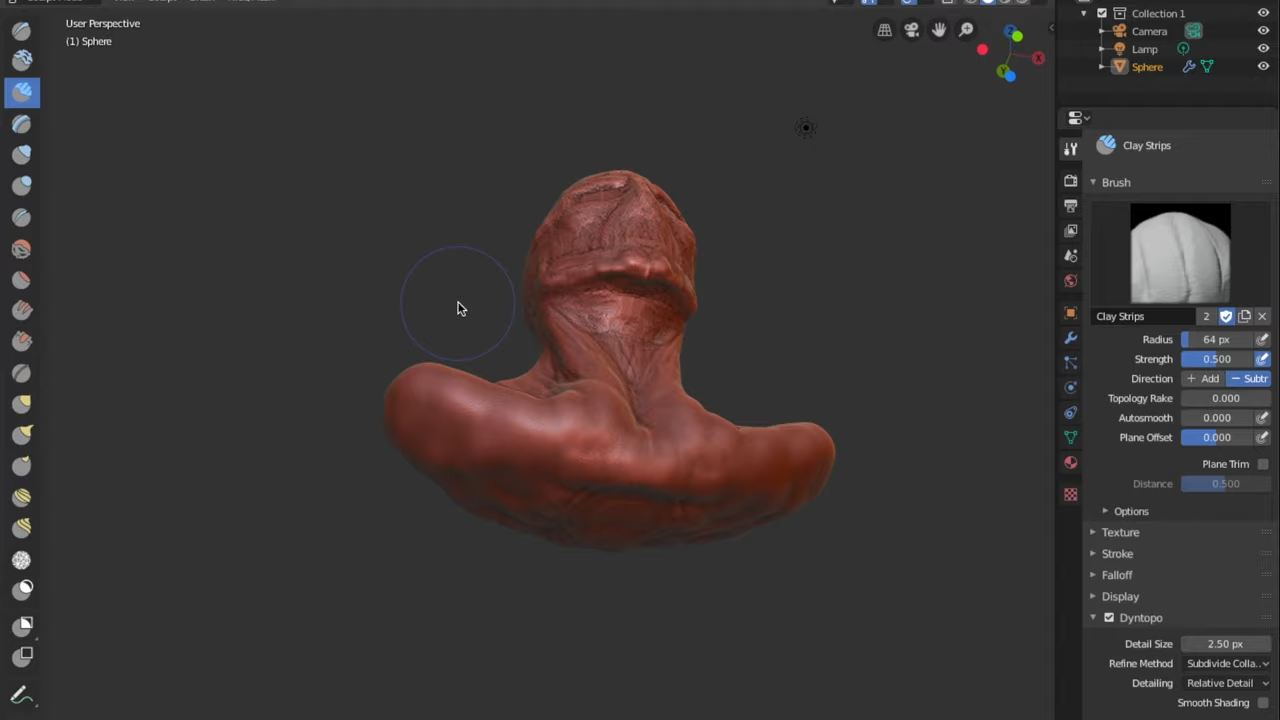 User Perspective
(1) Sphere
X
Y
Collection 1
Camera
Lamp
Sphere
Clay Strips
Brush
Clay Strips 2
Radius 64 px
Strength 0.500
Direction + Add − Subtr
Topology Rake 0.000
Autosmooth 0.000
Plane Offset 0.000
Plane Trim
Distance 0.500
Options
Texture
Stroke
Falloff
Display
Dyntopo
Detail Size 2.50 px
Refine Method Subdivide Colla..
Detailing Relative Detail
Smooth Shading